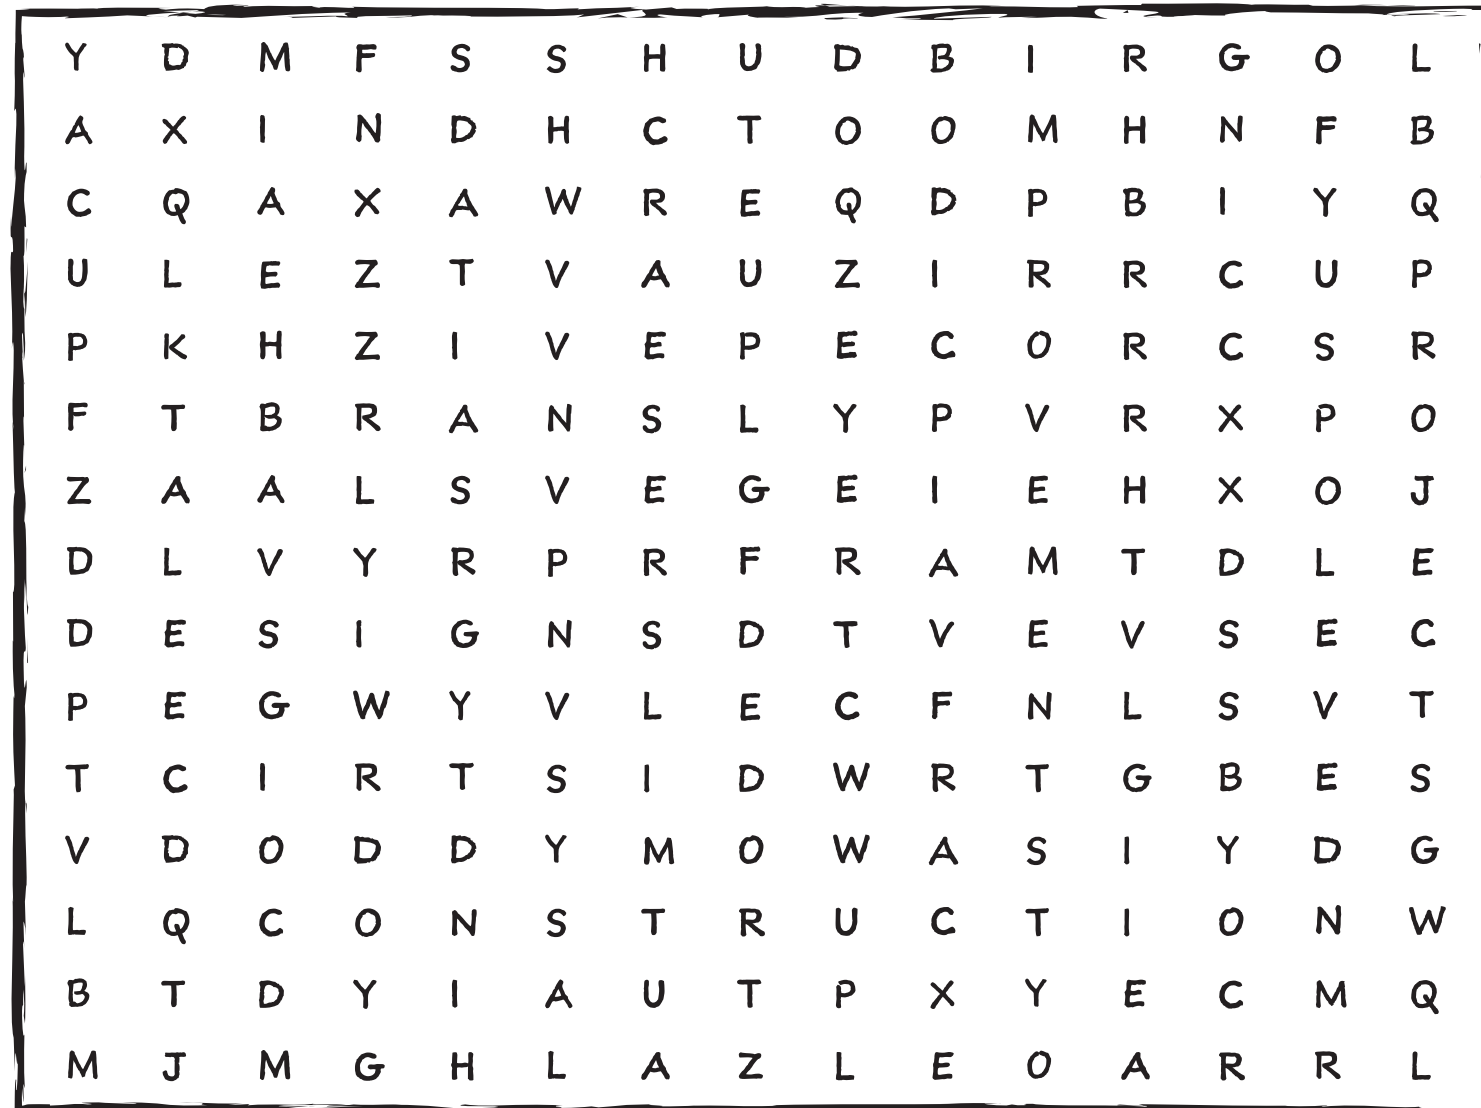 Y D M F S S H U D B I R G O L
A X I N D H C T O O M H N F B
C Q A X A W R E Q D P B I Y Q
U L E Z T V A U Z I R R C U P
P K H Z I V E P E C O R C S R
F T B R A N S L Y P V R X P O
Z A A L S V E G E I E H X O J
D L V Y R P R F R A M T D L E
D E S I G N S D T V E V S E C
P E G W Y V L E C F N L S V T
T C I R T S I D W R T G B E S
V D O D D Y M O W A S I Y D G
L Q C O N S T R U C T I O N W
B T D Y I A U T P X Y E C M Q
M J M G H L A Z L E O A R R L